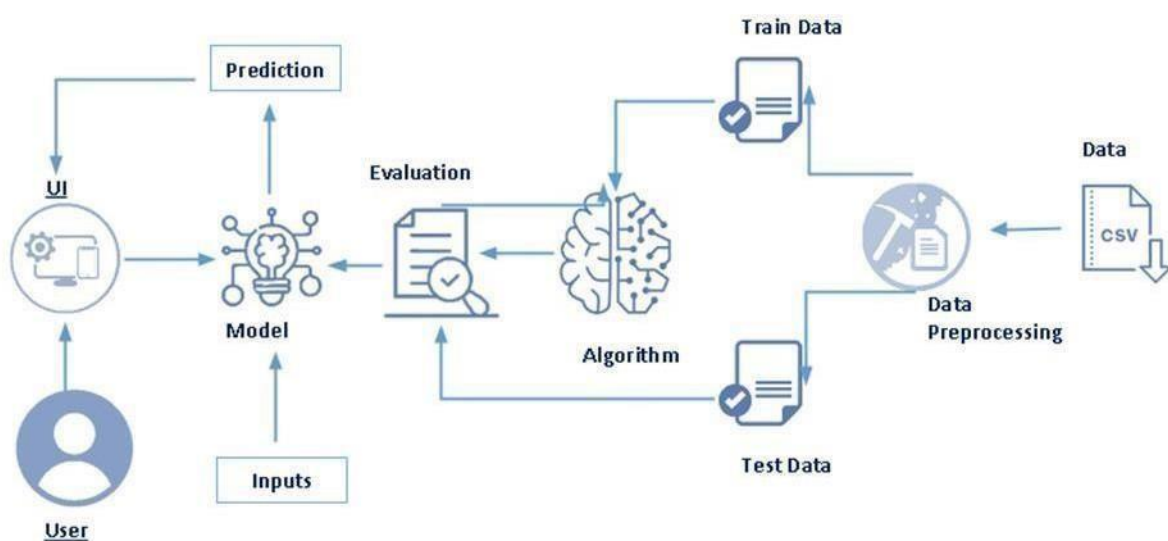 Train Data
Prediction
Data
Evaluation
UI
CSV
Model
Algorithm
Data
Preprocessing
Inputs
Test Data
User